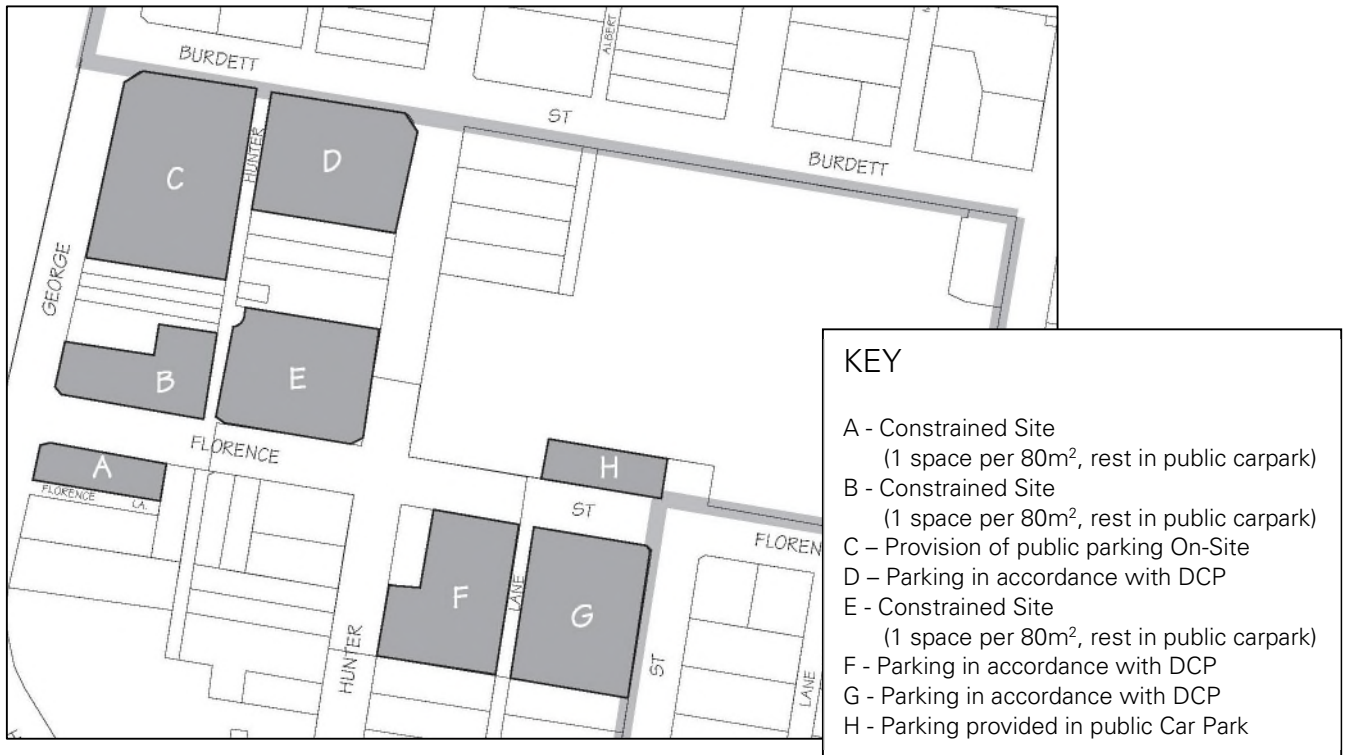 BURDETT
ST
ALBERT
BURDETT
HUNTER
C
D
GEORGE
B
E
FLORENCE
A
FLORENCE LA.
H
ST
FLOREN
F
LANE
G
HUNTER
ST
LANE
KEY
A - Constrained Site
(1 space per 80m², rest in public carpark)
B - Constrained Site
(1 space per 80m², rest in public carpark)
C – Provision of public parking On-Site
D – Parking in accordance with DCP
E - Constrained Site
(1 space per 80m², rest in public carpark)
F - Parking in accordance with DCP
G - Parking in accordance with DCP
H - Parking provided in public Car Park